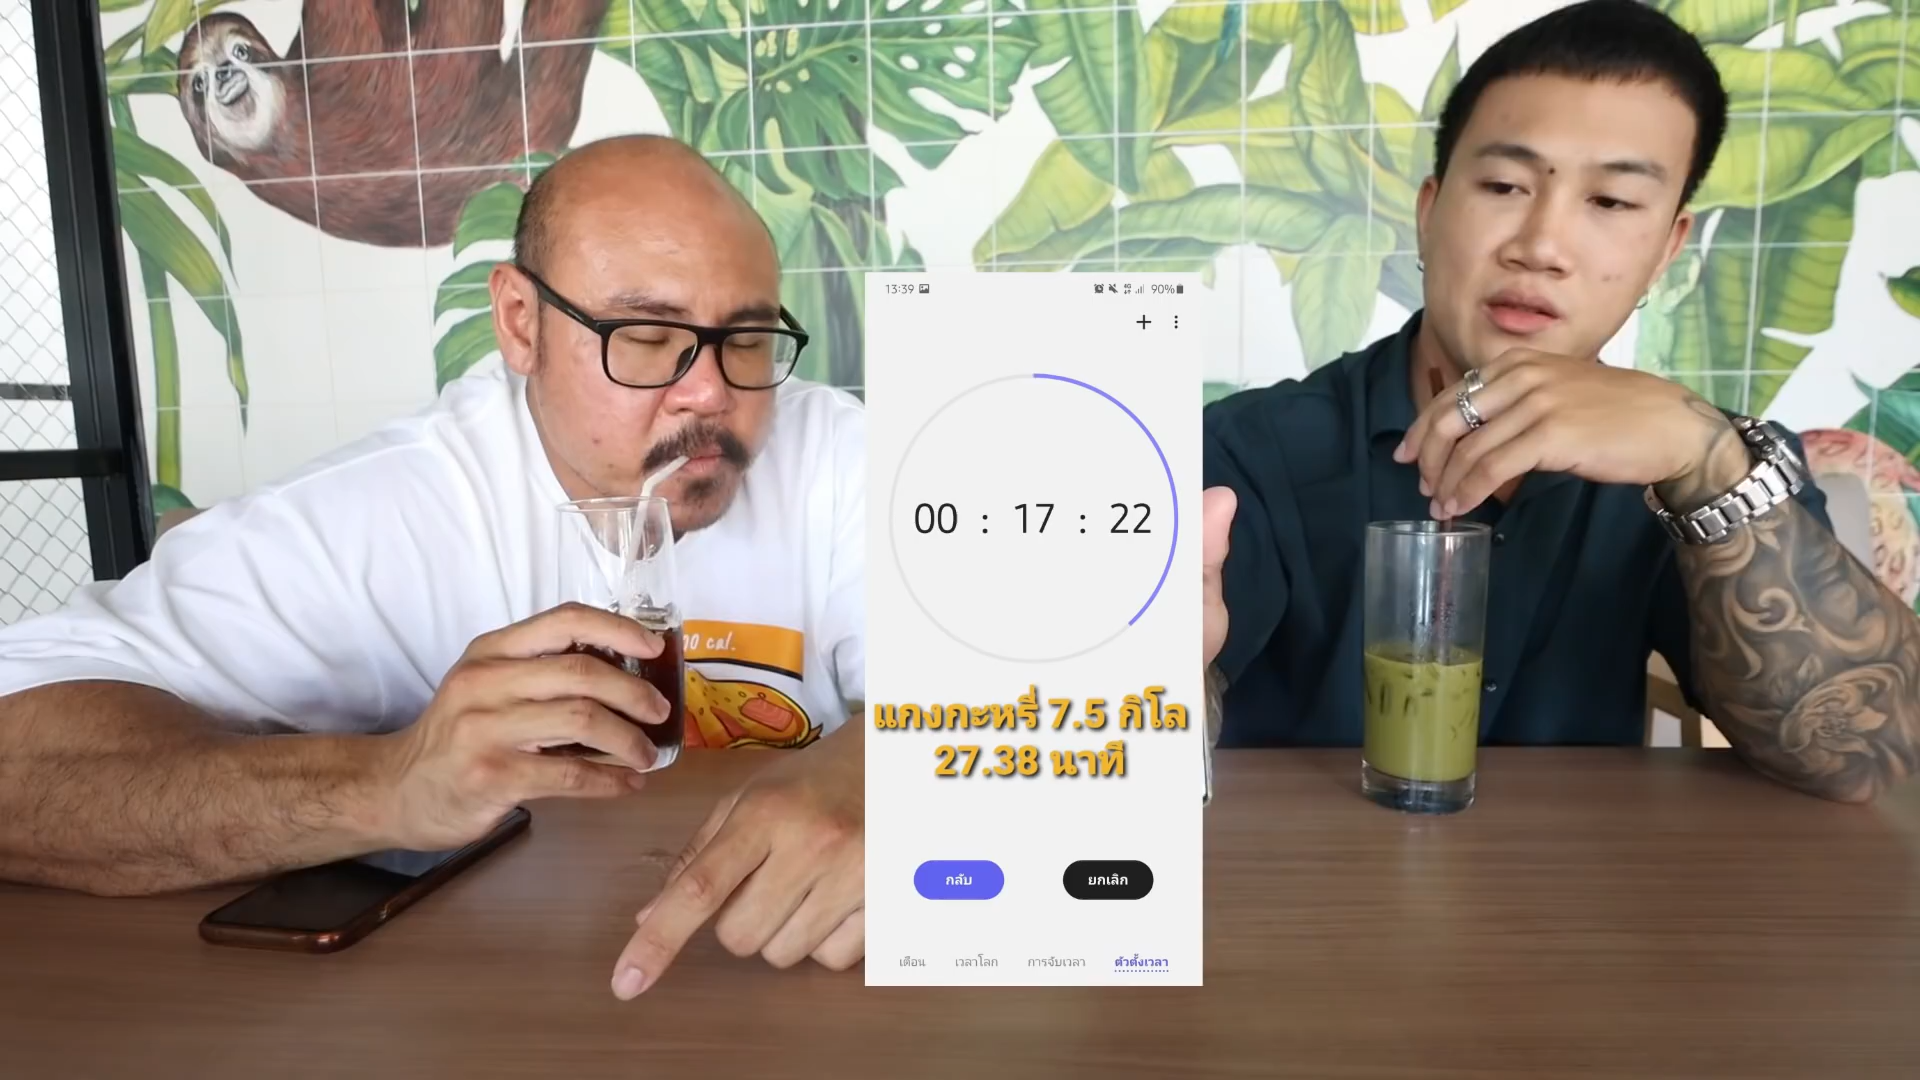 13:39
90%
00 : 17 : 22
แกงกะหรี่ 7.5 กิโล
27.38 นาที
กลับ
ยกเลิก
เตือน
เวลาโลก
การจับเวลา
ตัวตั้งเวลา
00 cal.